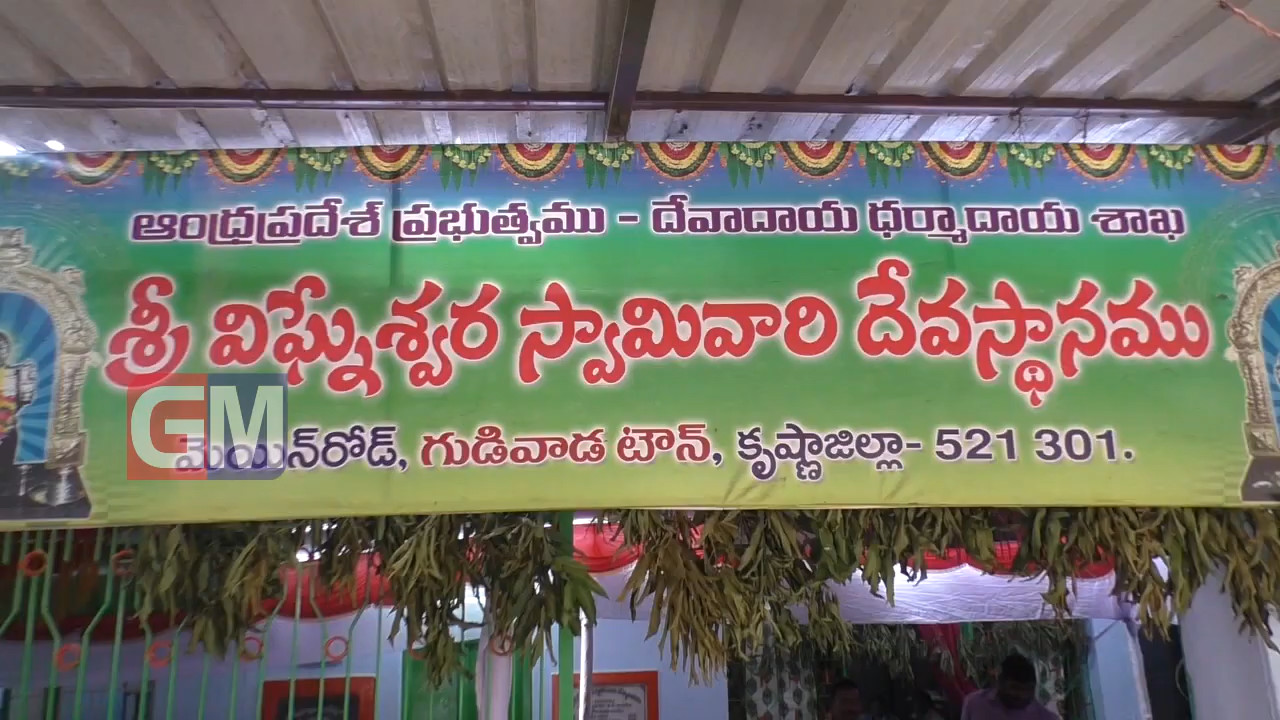 ఆంధ్రప్రదేశ్ ప్రభుత్వము - దేవాదాయ ధర్మాదాయ శాఖ
శ్రీ విఘ్నేశ్వర స్వామివారి దేవస్థానము
GM
మెయిన్‌రోడ్, గుడివాడ టౌన్, కృష్ణాజిల్లా- 521 301.